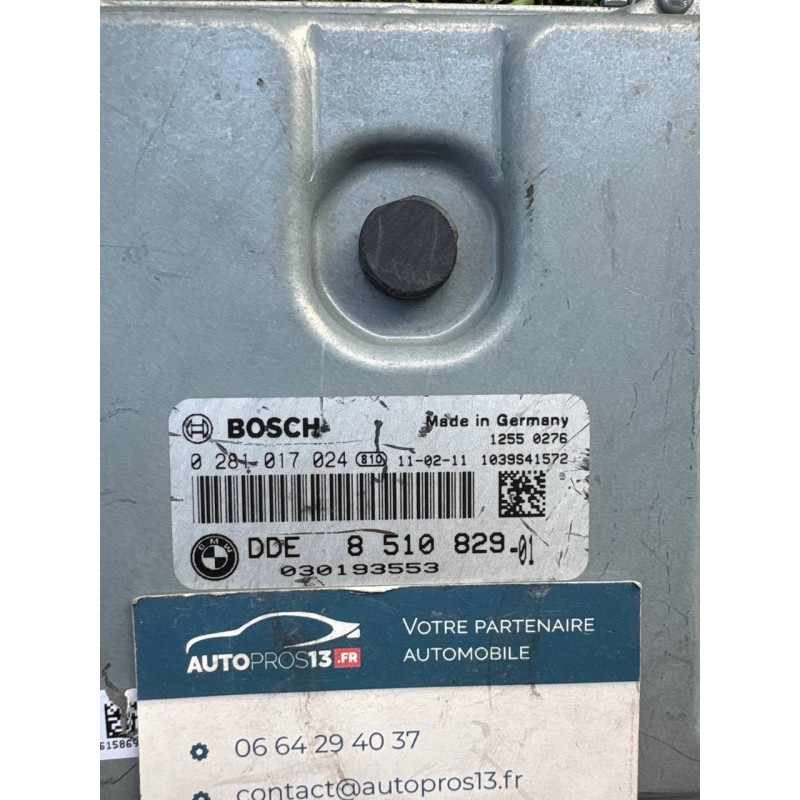 BOSCH
Made in Germany
1255 0276
0 281 017 024 810 11-02-11 1039S41572
BMW
DDE 8 510 829-01
030193553
AUTOPROS13.FR
VOTRE PARTENAIRE
AUTOMOBILE
06 64 29 40 37
contact@autopros13.fr